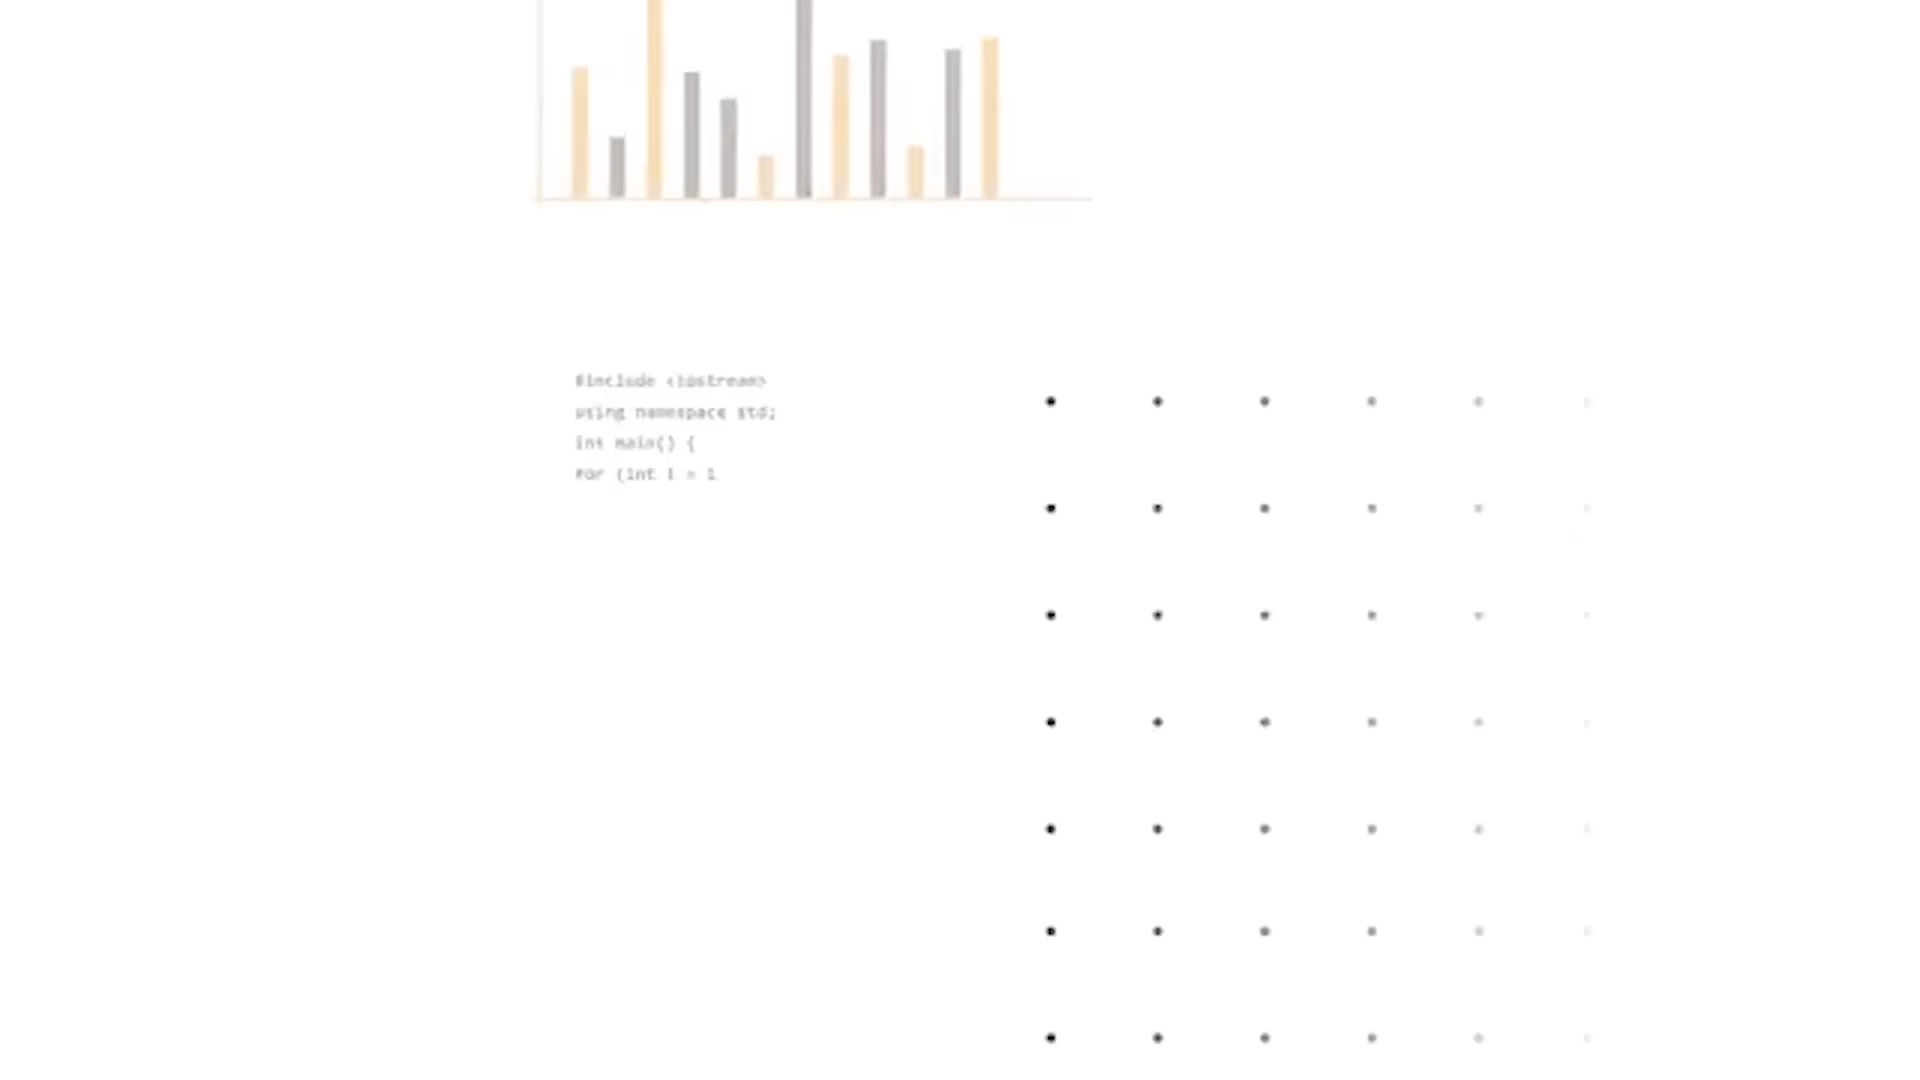 #include <iostream>
using namespace std;
int main() {
for (int i = 1